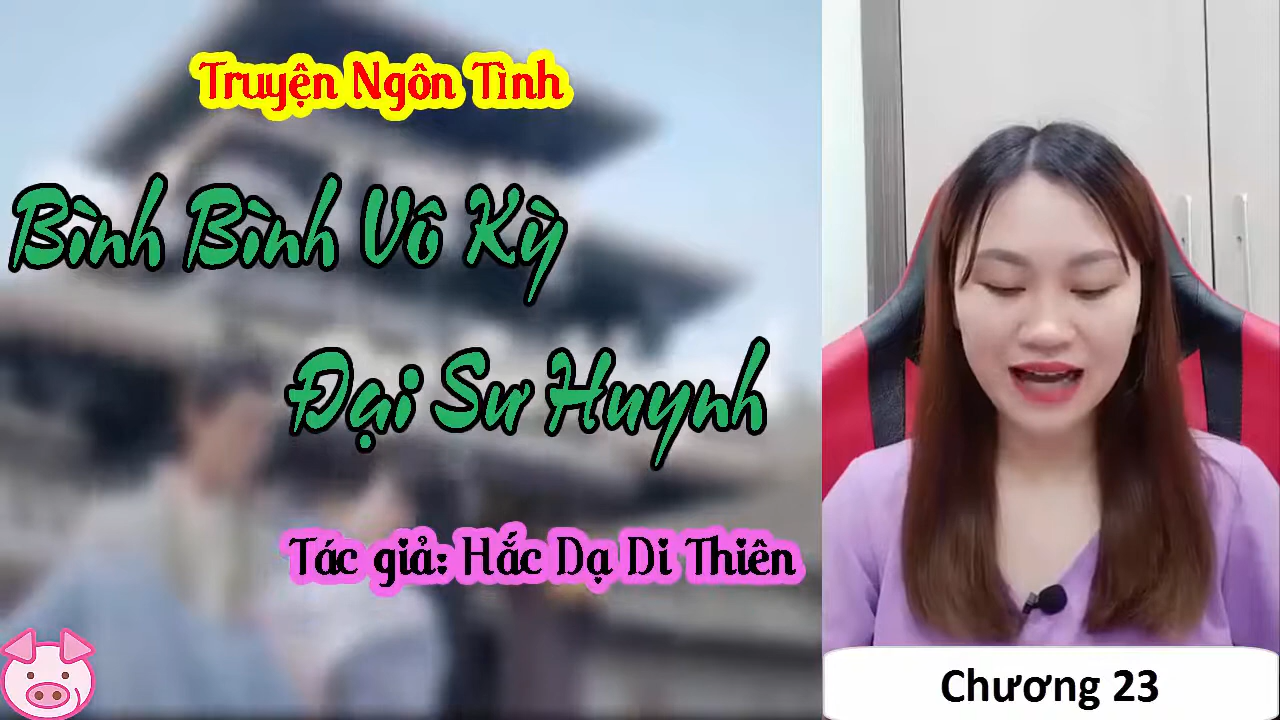 Truyện Ngôn Tình
Bình Bình Vô Kỳ
Đại Sư Huynh
Tác giả: Hắc Dạ Di Thiên
Chương 23